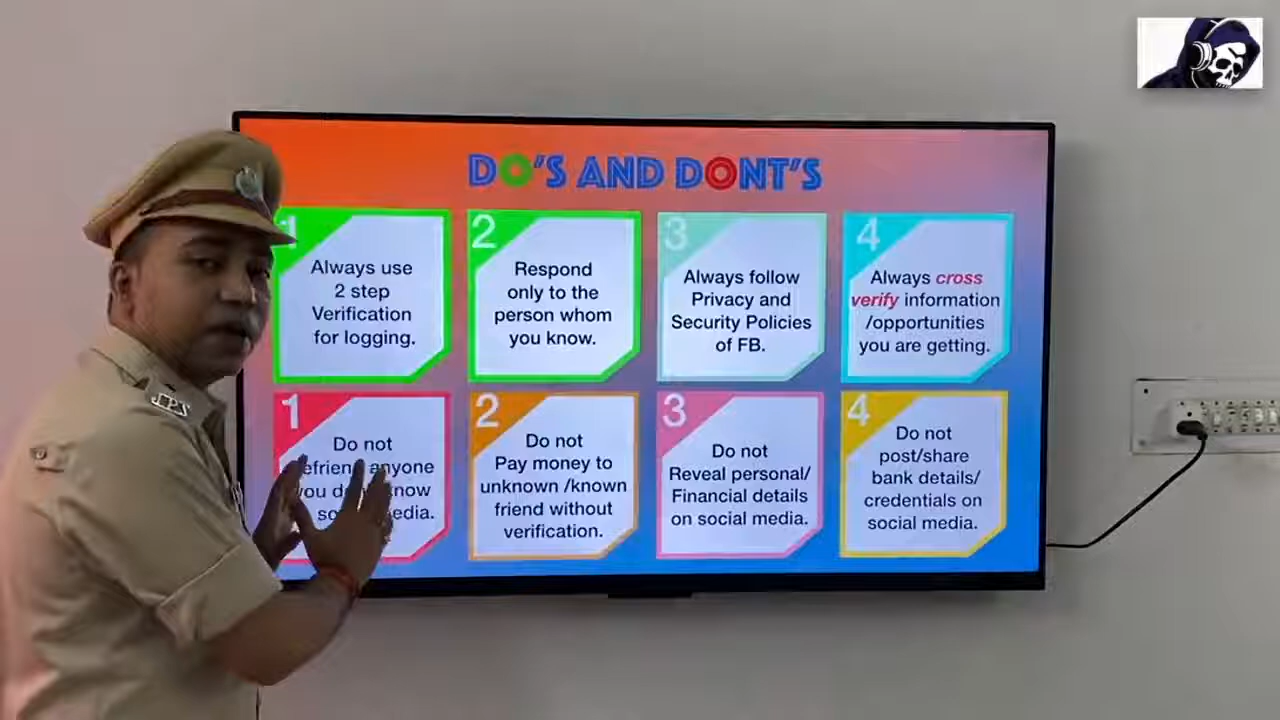 DO'S AND DONT'S
1
Always use
2 step
Verification
for logging.
2
Respond
only to the
person whom
you know.
3
Always follow
Privacy and
Security Policies
of FB.
4
Always cross
verify information
/opportunities
you are getting.
1
Do not
anyone
you
2
Do not
Pay money to
unknown /known
friend without
verification.
3
Do not
Reveal personal/
Financial details
on social media.
4
Do not
post/share
bank details/
credentials on
social media.